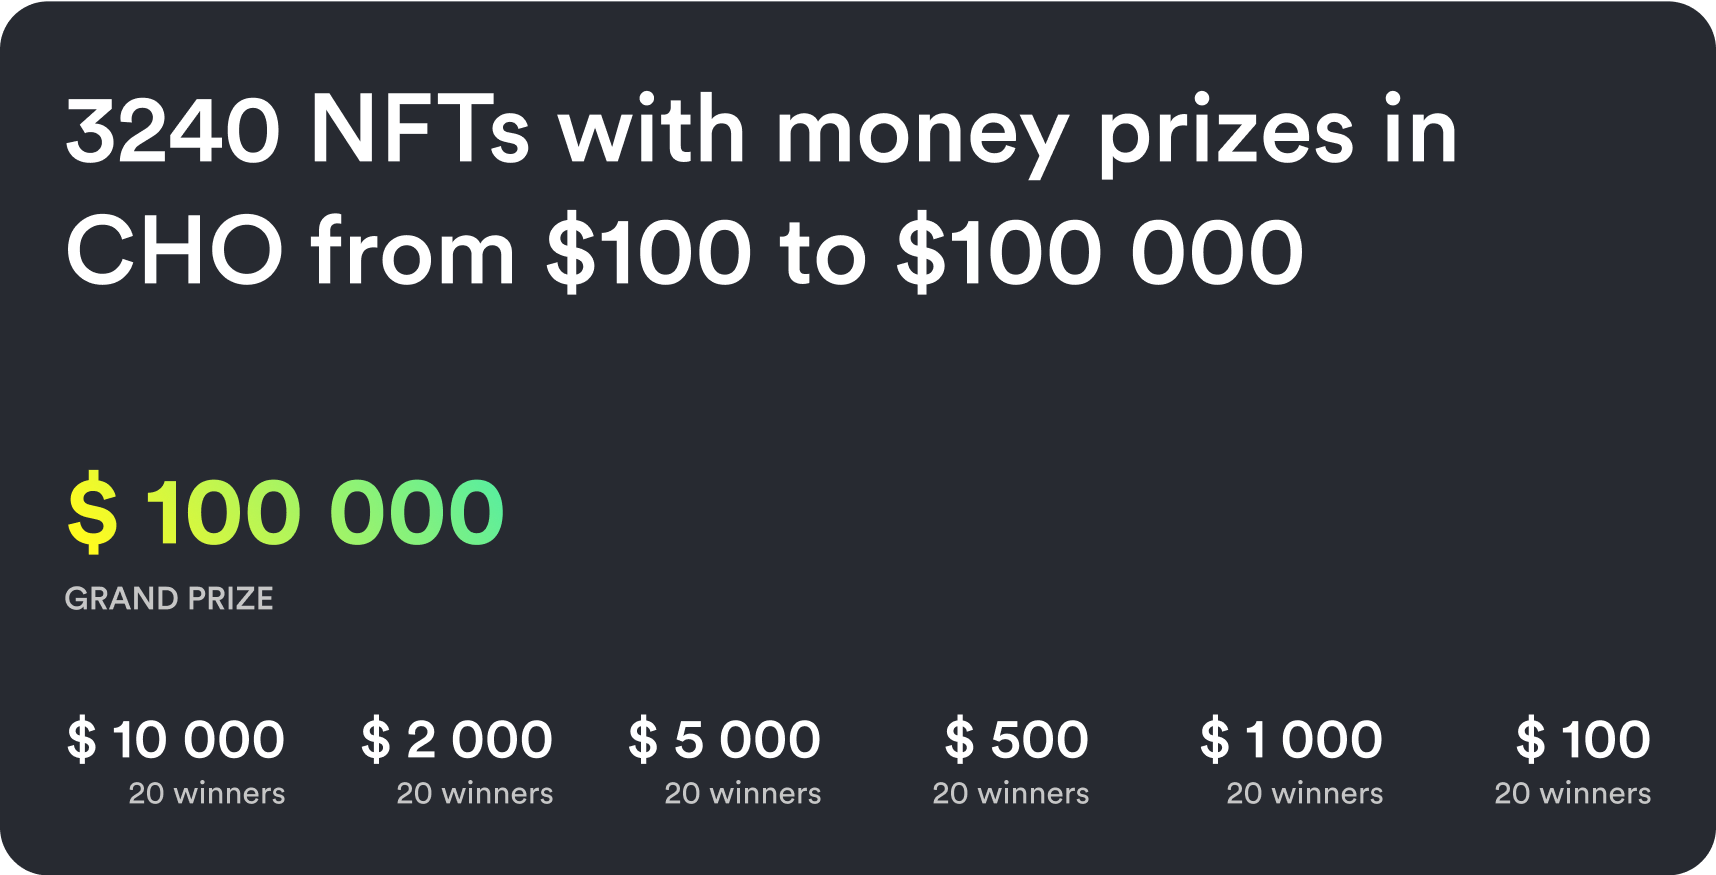 3240 NFTs with money prizes in
CHO from $100 to $100 000
$ 100 000
GRAND PRIZE
$ 10 000 $ 2 000 $ 5 000 $ 500 $ 1 000 $ 100
20 winners 20 winners 20 winners 20 winners 20 winners 20 winners